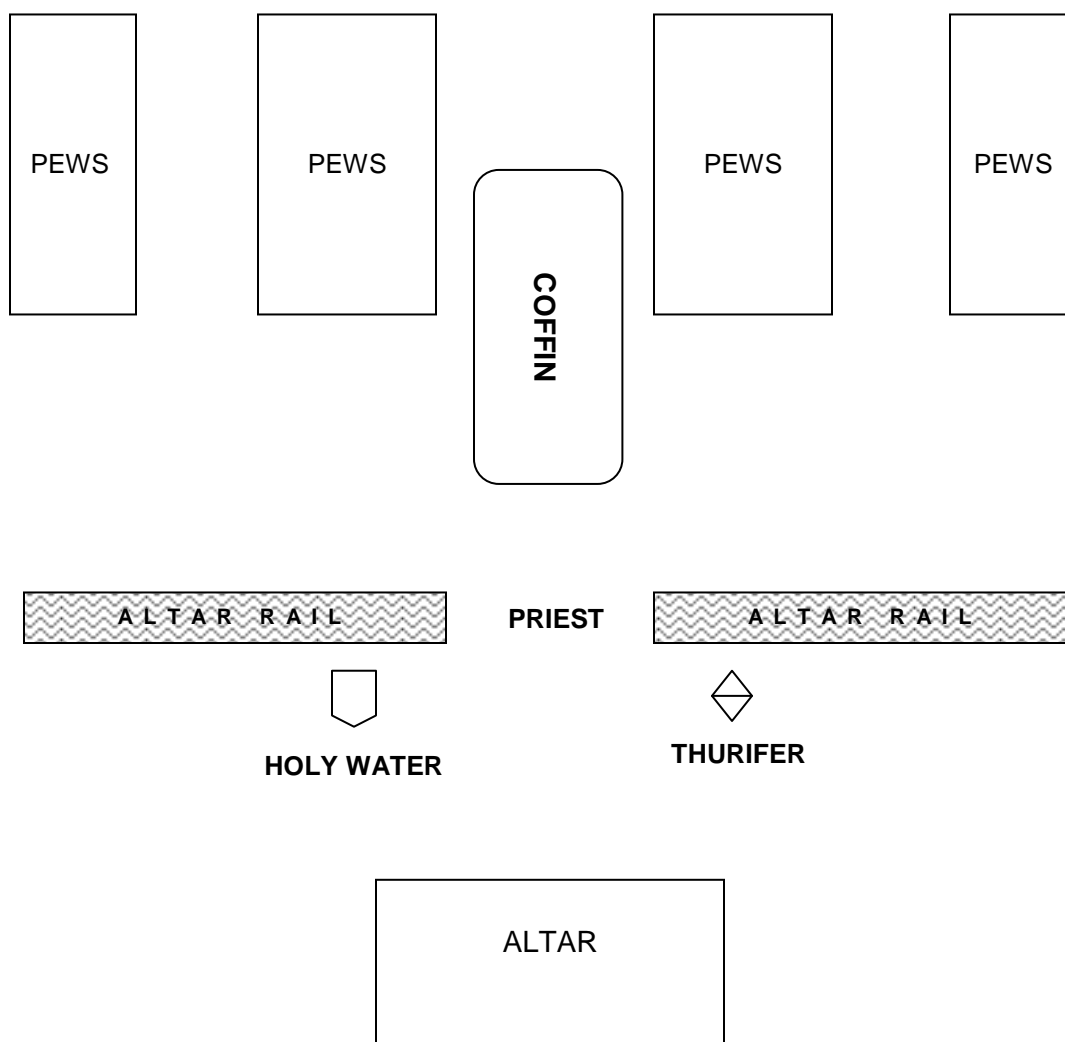 PEWS
PEWS
PEWS
PEWS
COFFIN
ALTAR RAIL
PRIEST
ALTAR RAIL
HOLY WATER
THURIFER
ALTAR